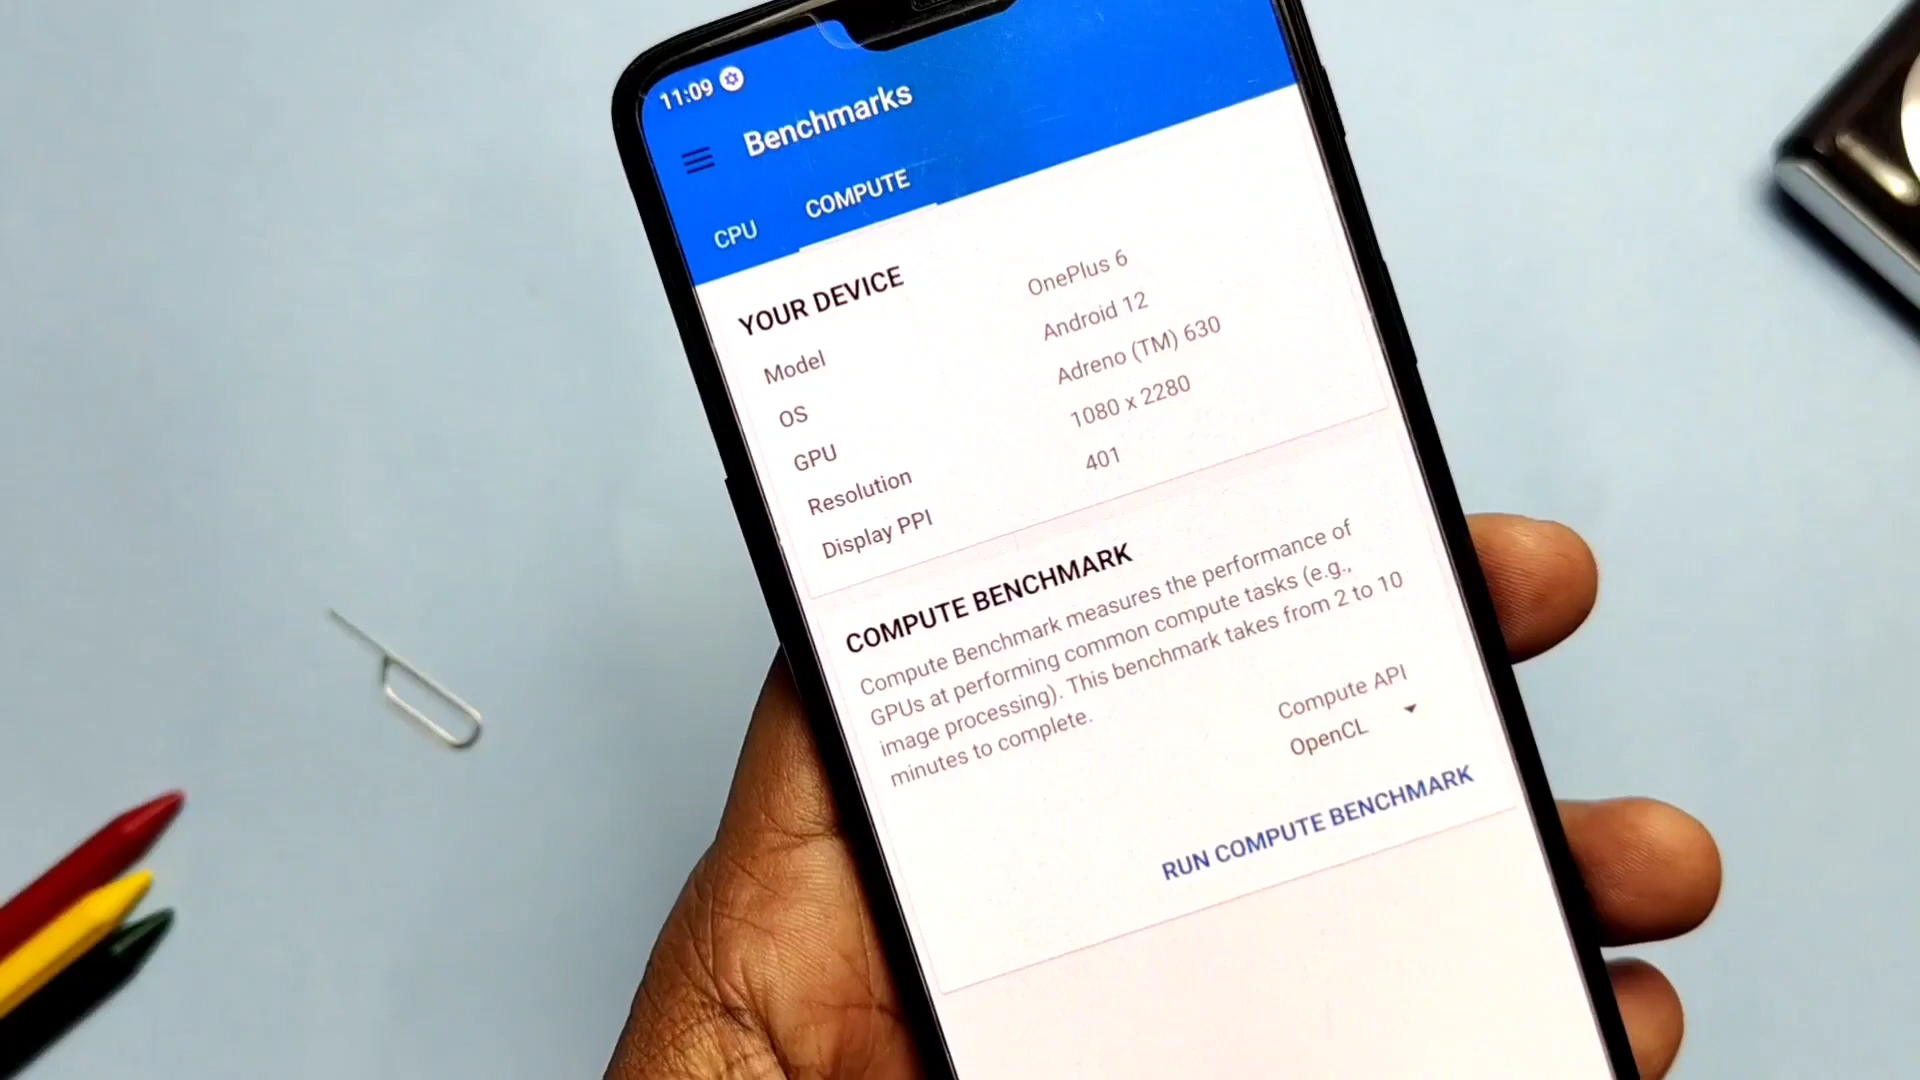 11:09
Benchmarks
CPU COMPUTE
YOUR DEVICE
Model OnePlus 6
OS Android 12
GPU Adreno (TM) 630
Resolution 1080 x 2280
Display PPI 401
COMPUTE BENCHMARK
Compute Benchmark measures the performance of
GPUs at performing common compute tasks (e.g.,
image processing). This benchmark takes from 2 to 10
minutes to complete.
Compute API
OpenCL
RUN COMPUTE BENCHMARK